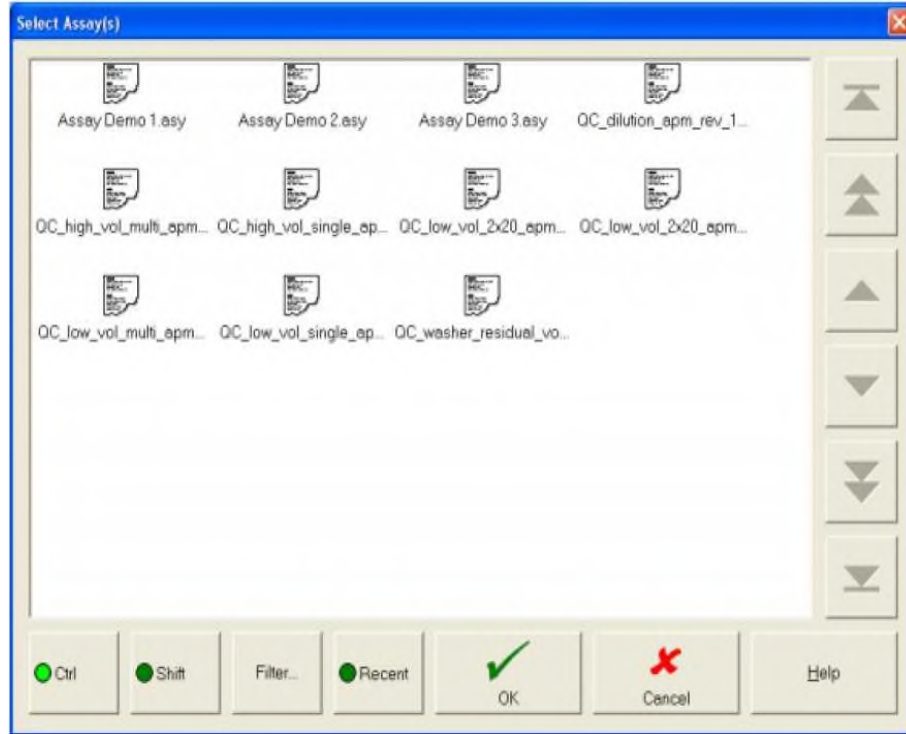 Select Assay(s)
Assay Demo 1.asy Assay Demo 2.asy Assay Demo 3.asy QC_dilution_apm_rev_1...
QC_high_vol_multi_apm... QC_high_vol_single_ap... QC_low_vol_2x20_apm... QC_low_vol_2x20_apm...
QC_low_vol_multi_apm... QC_low_vol_single_ap... QC_washer_residual_vo...
Ctrl Shift Filter... Recent OK Cancel Help